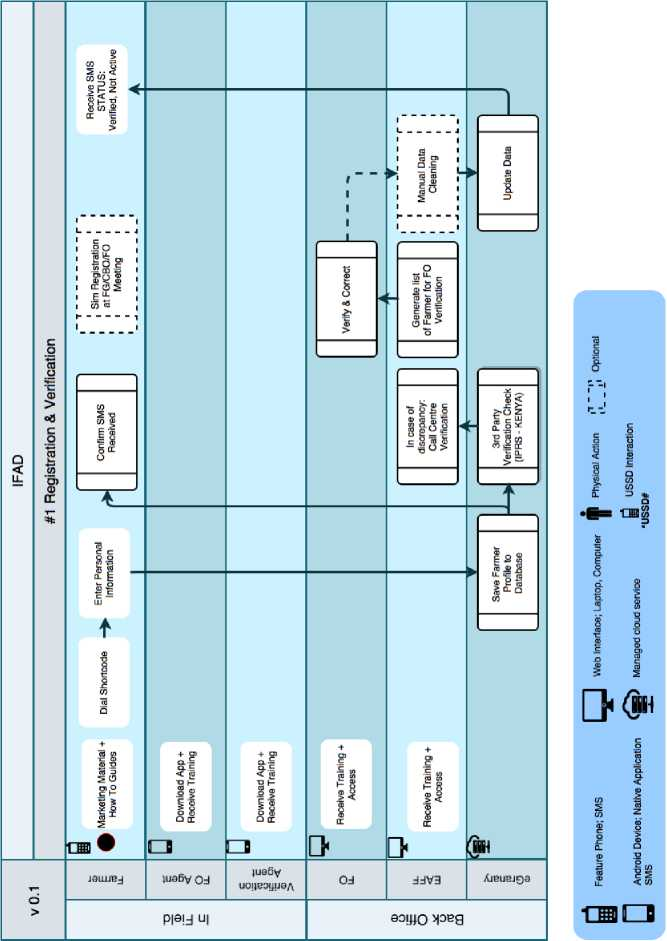 v 0.1
IFAD
#1 Registration & Verification
In Field
Farmer
Marketing Material +
How To Guides
Dial Shortcode
Enter Personal
Information
Confirm SMS
Received
Sim Registration
at FG/CBO/FO
Meeting
Receive SMS
STATUS:
Verified, Not Active
FO Agent
Download App +
Receive Training
Verification
Agent
Download App +
Receive Training
Back Office
FO
Receive Training +
Access
Verify & Correct
EAFF
Receive Training +
Access
In case of
discrepancy:
Call Centre
Verification
Generate list
of Farmer for FO
Verification
Manual Data
Cleaning
eGranary
Save Farmer
Profile to
Database
3rd Party
Verification Check
(IPRS - KENYA)
Update Data
Feature Phone; SMS
Web Interface; Laptop, Computer
Physical Action
Optional
Android Device; Native Application
SMS
Managed cloud service
USSD Interaction
*USSD#